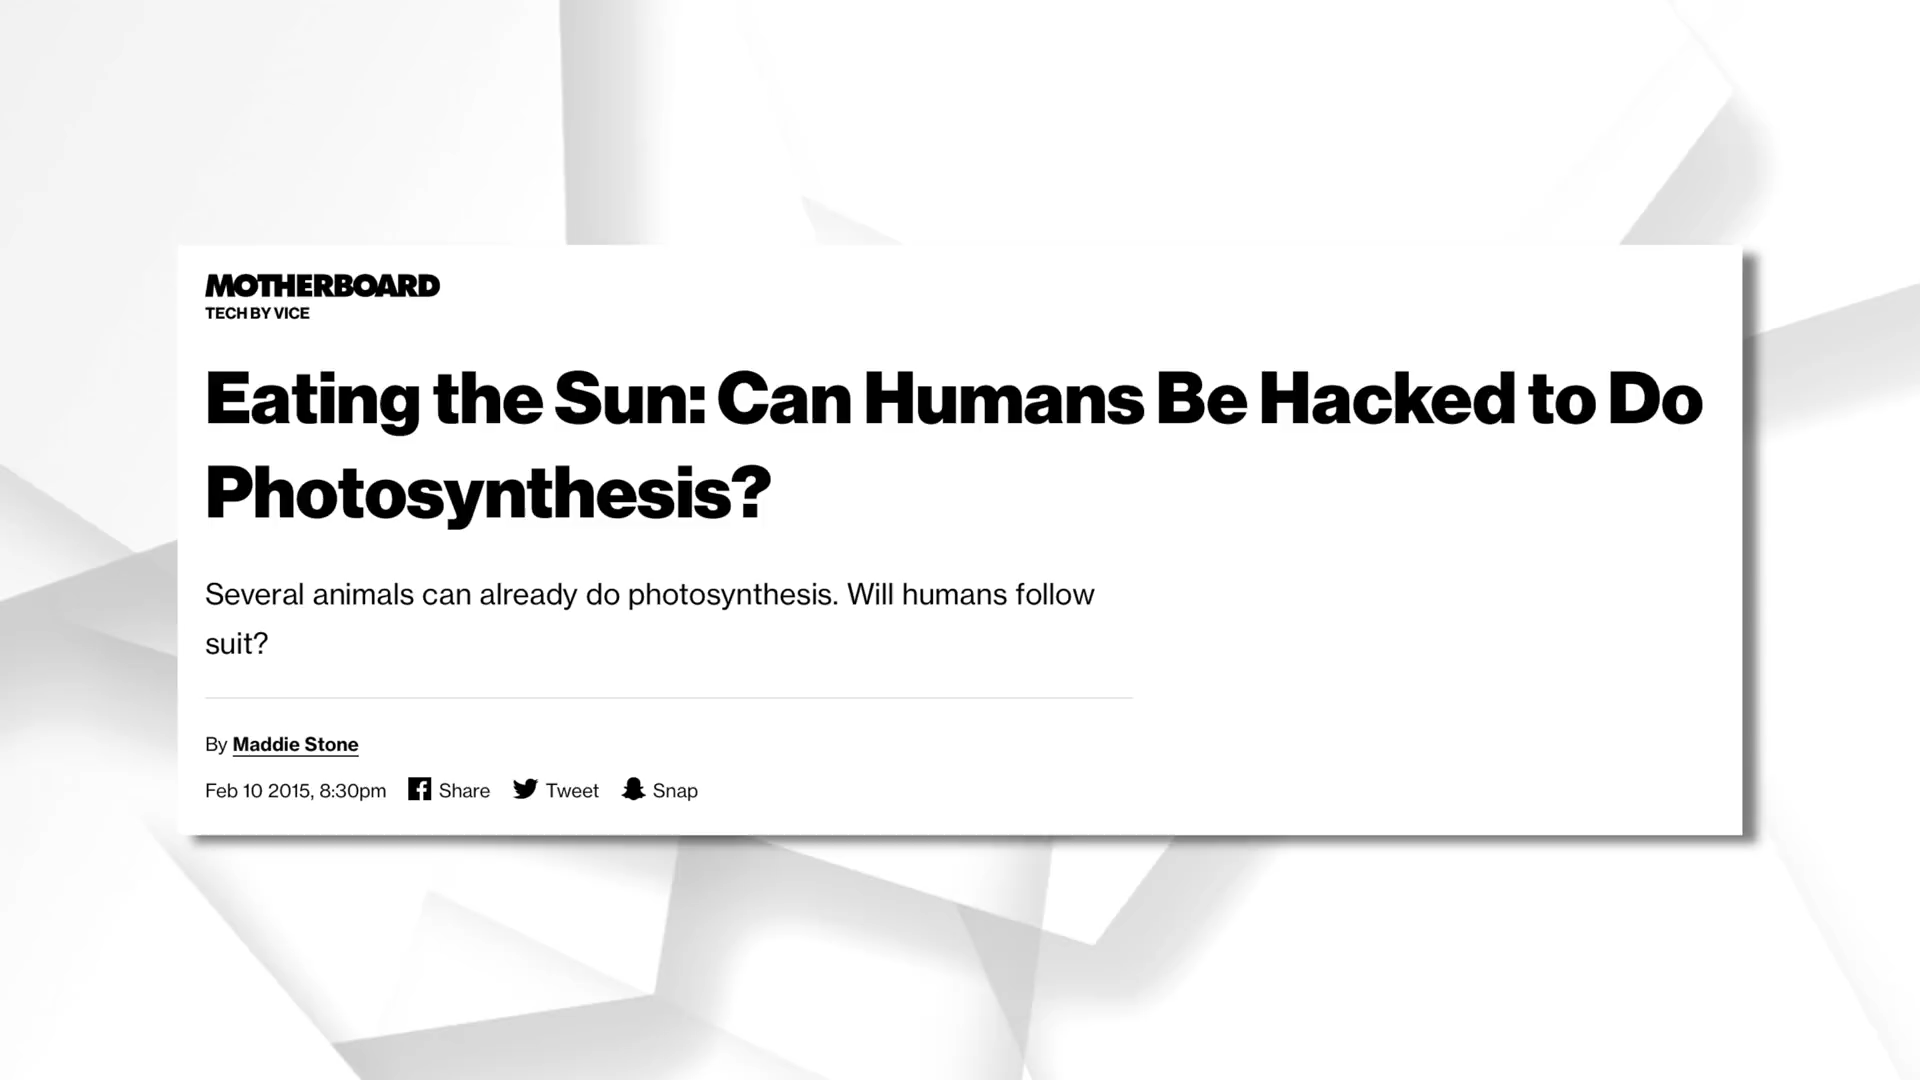 MOTHERBOARD
TECH BY VICE
Eating the Sun: Can Humans Be Hacked to Do
Photosynthesis?
Several animals can already do photosynthesis. Will humans follow
suit?
By Maddie Stone
Feb 10 2015, 8:30pm Share Tweet Snap